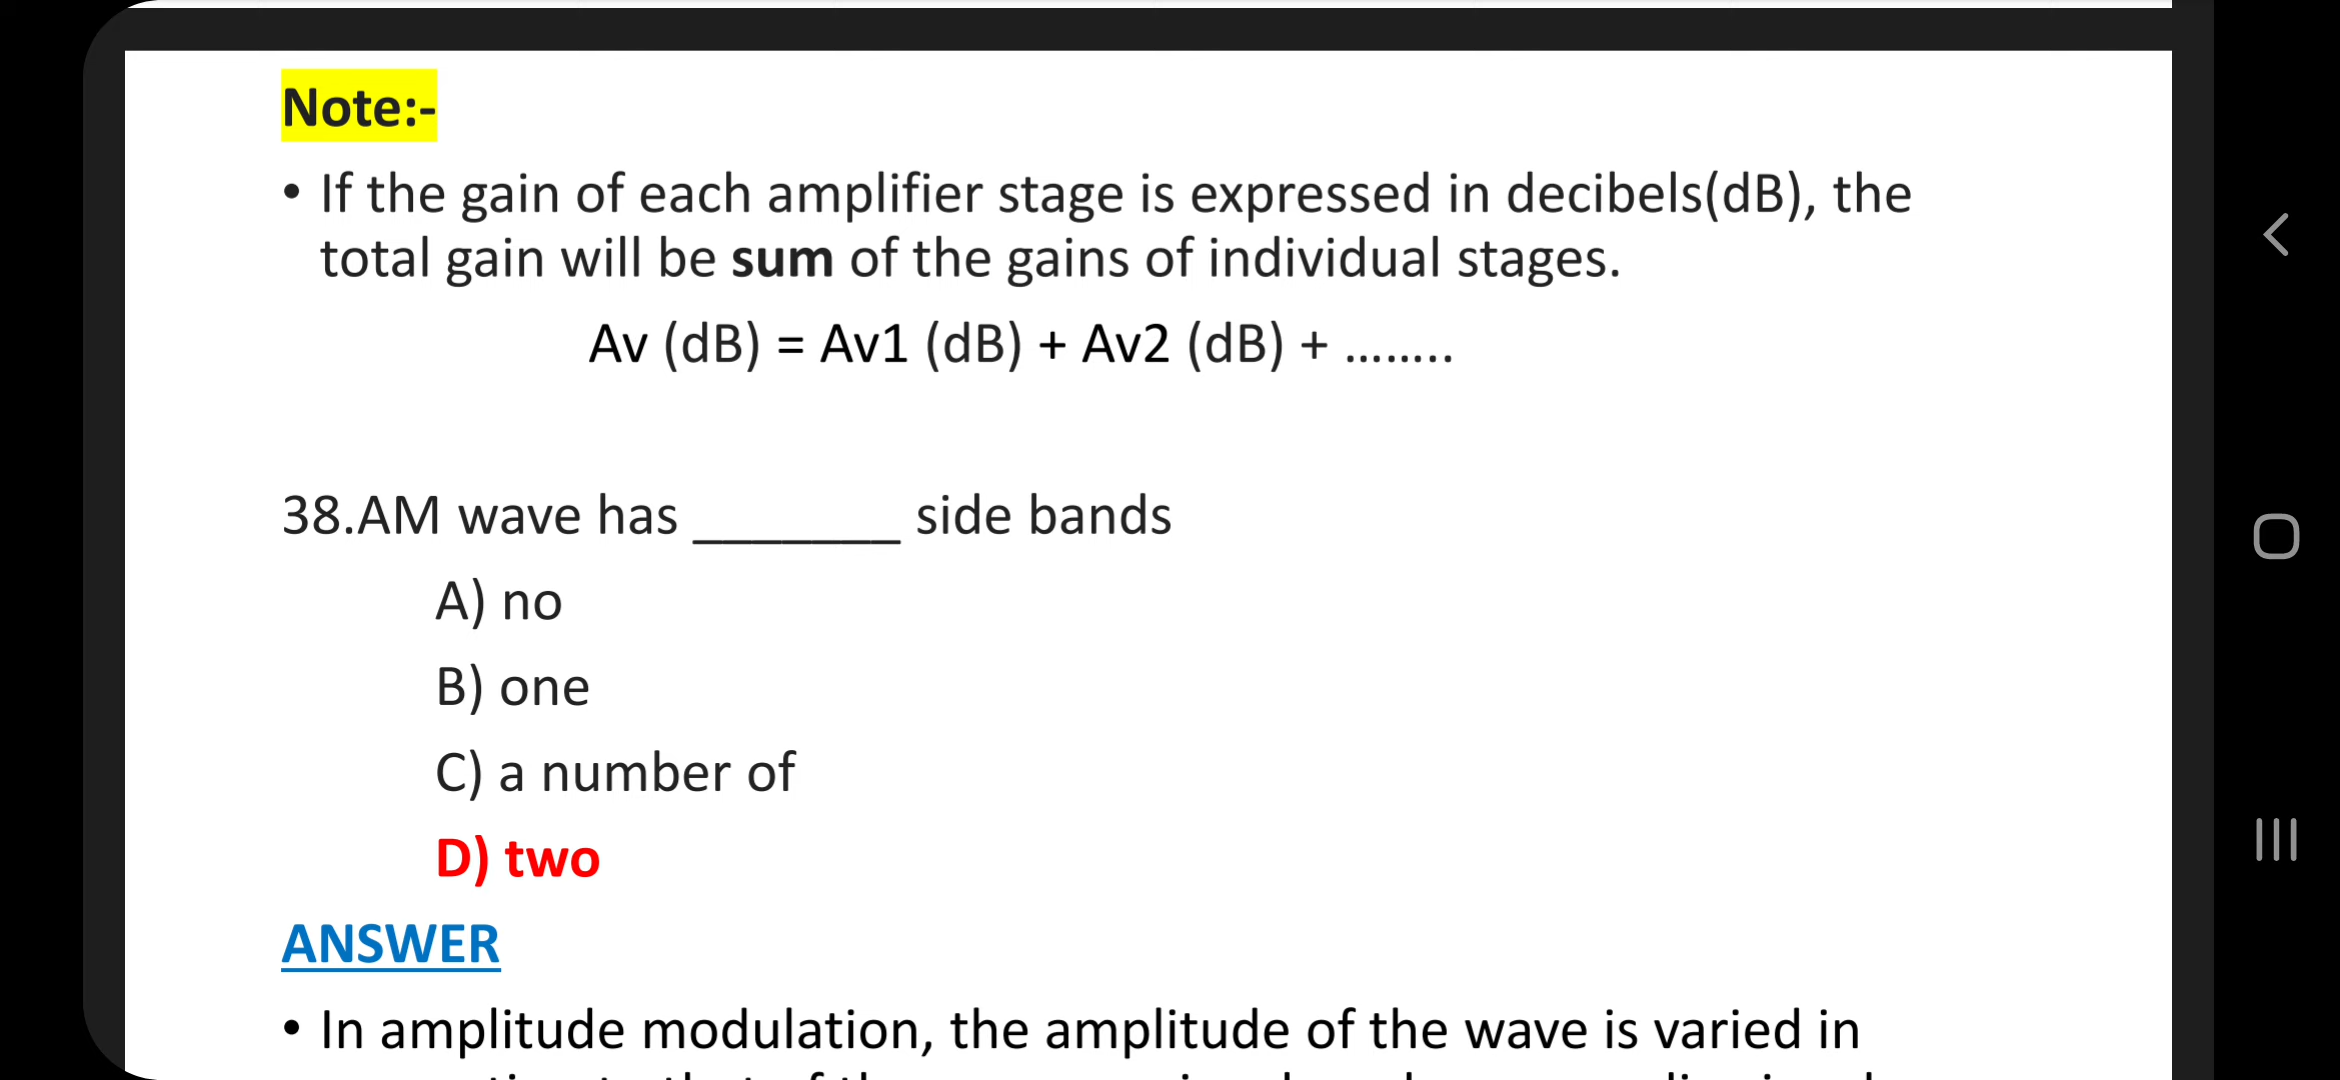 Note:-
• If the gain of each amplifier stage is expressed in decibels(dB), the
total gain will be sum of the gains of individual stages.
Av (dB) = Av1 (dB) + Av2 (dB) + ........
38.AM wave has _______ side bands
A) no
B) one
C) a number of
D) two
ANSWER
• In amplitude modulation, the amplitude of the wave is varied in